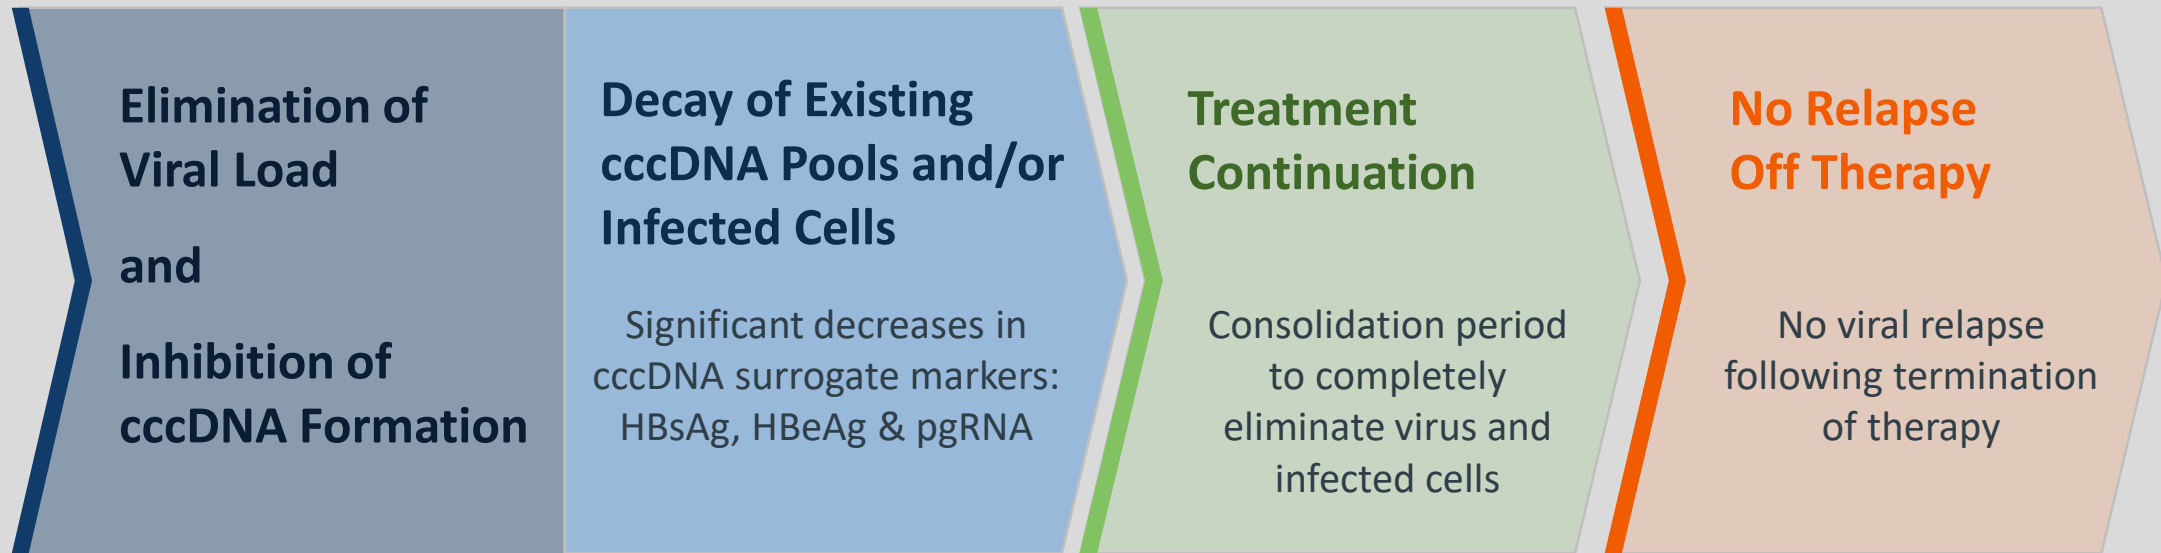 Elimination of
Viral Load
and
Inhibition of
cccDNA Formation
Decay of Existing
cccDNA Pools and/or
Infected Cells
Significant decreases in
cccDNA surrogate markers:
HBsAg, HBeAg & pgRNA
Treatment
Continuation
Consolidation period
to completely
eliminate virus and
infected cells
No Relapse
Off Therapy
No viral relapse
following termination
of therapy